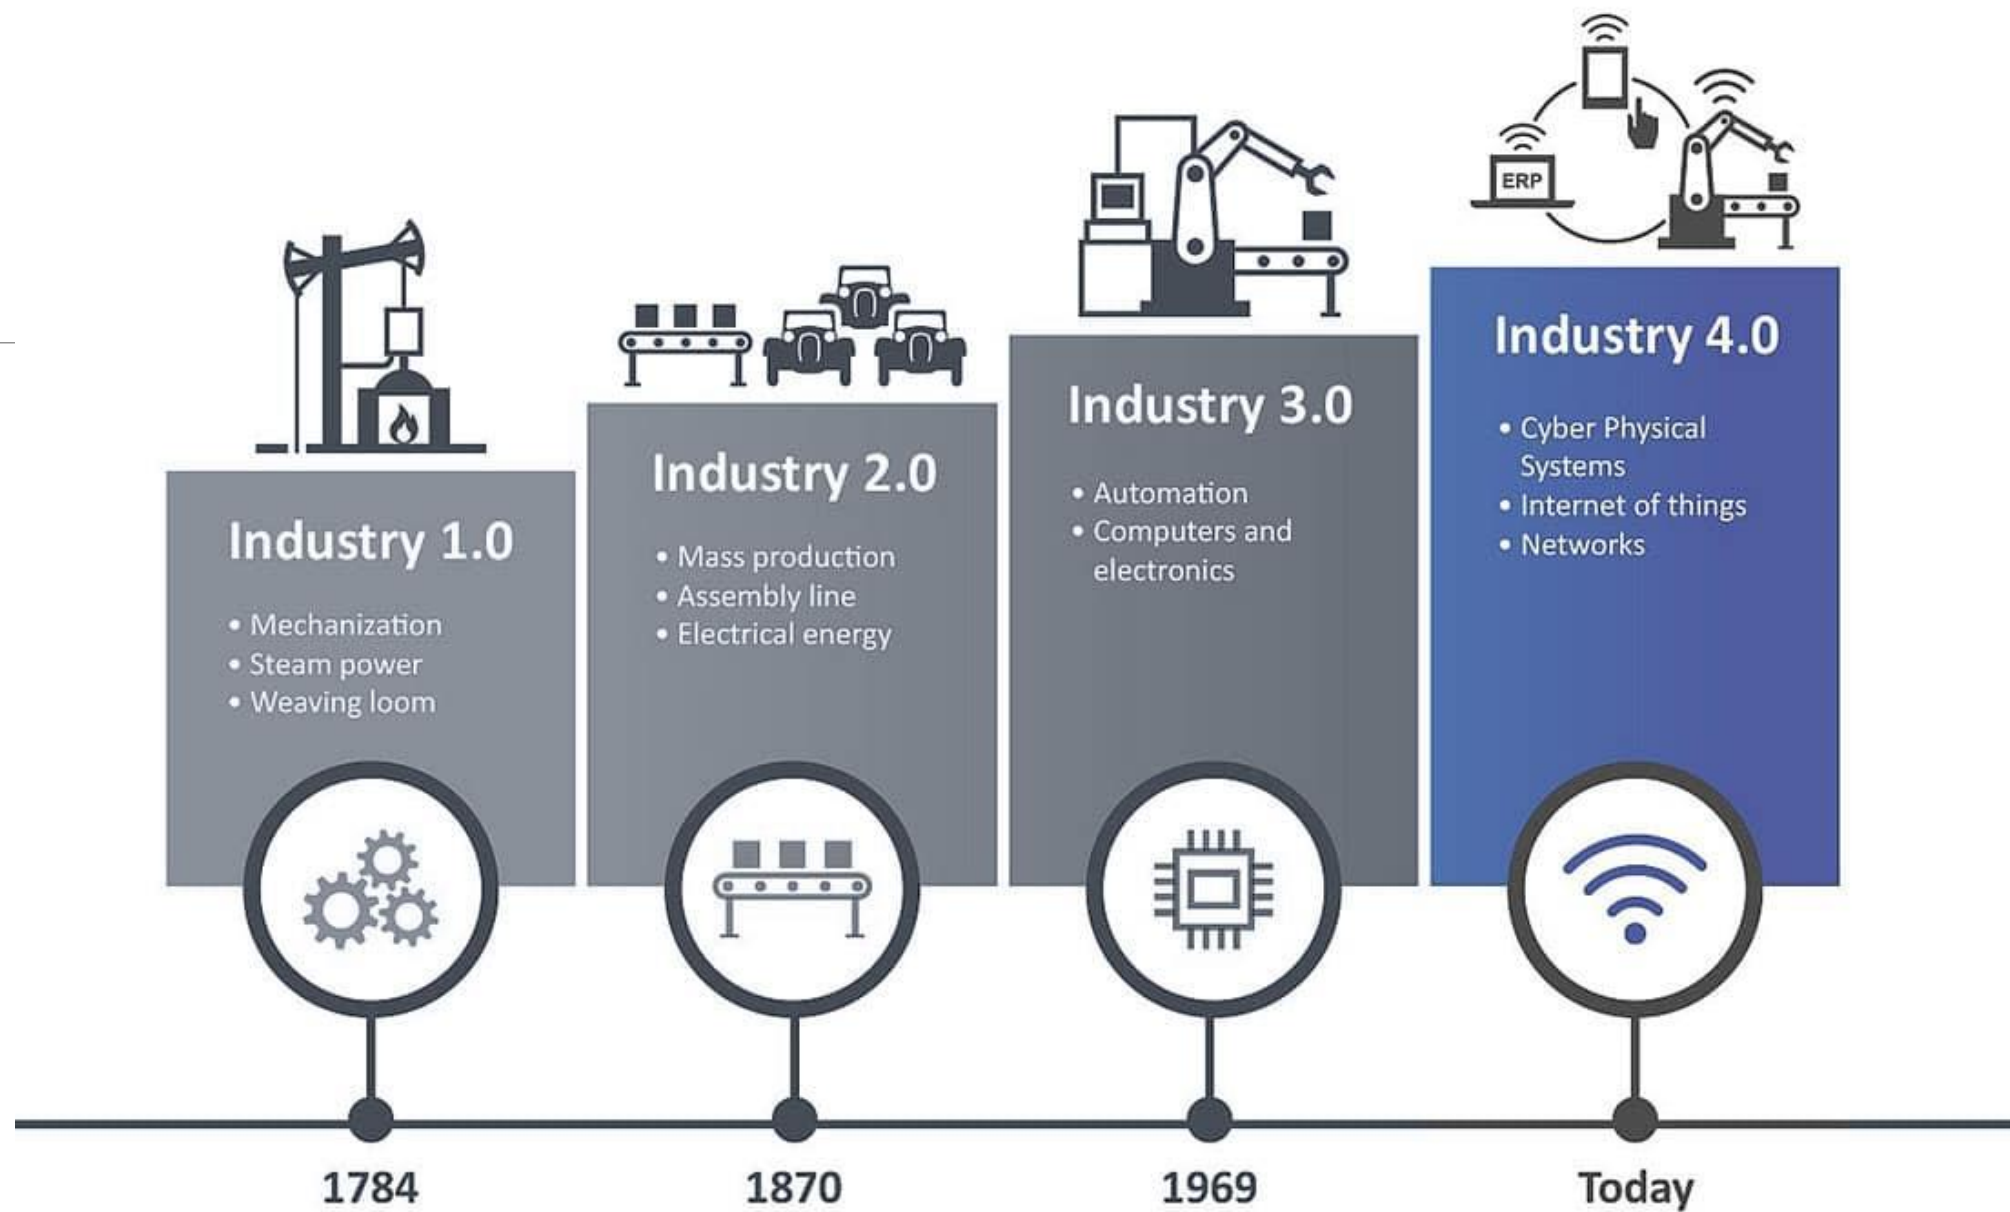 ERP
Industry 1.0
• Mechanization
• Steam power
• Weaving loom
Industry 2.0
• Mass production
• Assembly line
• Electrical energy
Industry 3.0
• Automation
• Computers and
electronics
Industry 4.0
• Cyber Physical
Systems
• Internet of things
• Networks
1784
1870
1969
Today